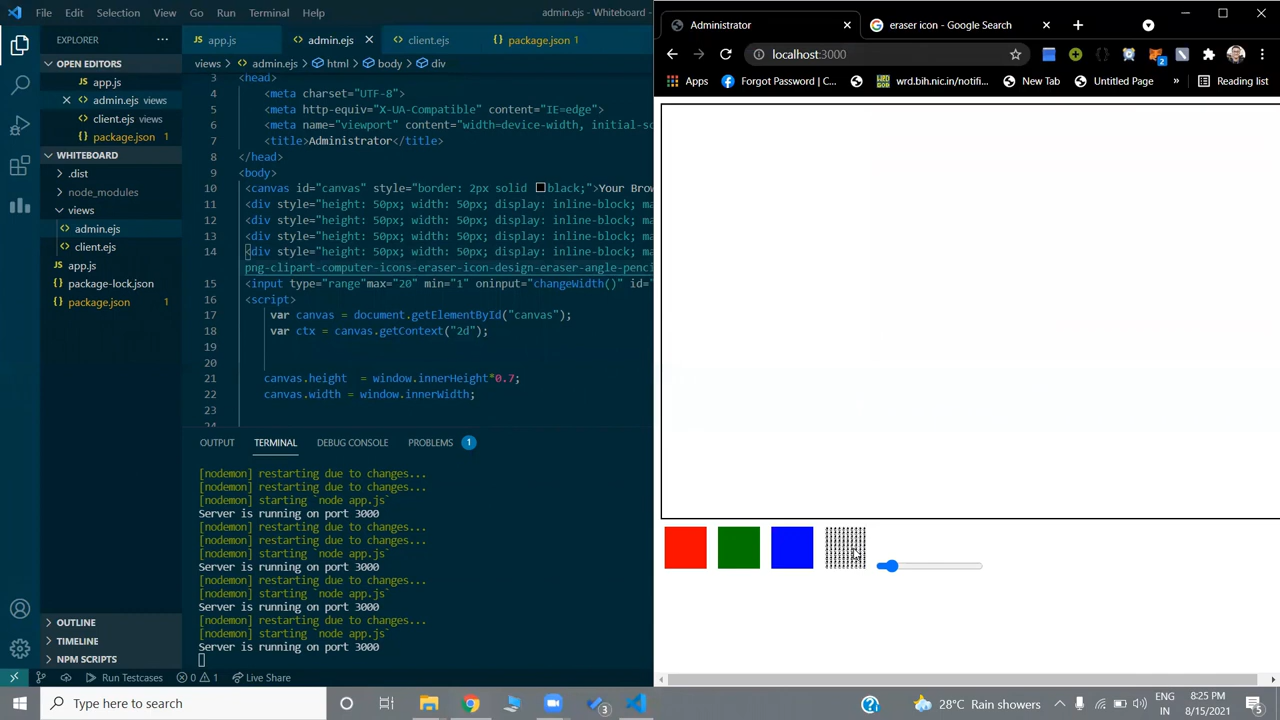 File Edit Selection View Go Run Terminal Help admin.ejs - Whiteboard
EXPLORER
OPEN EDITORS
app.js
admin.ejs views
client.ejs views
package.json
WHITEBOARD
.dist
node_modules
views
admin.ejs
client.ejs
app.js
package-lock.json
package.json
OUTLINE
TIMELINE
NPM SCRIPTS
app.js admin.ejs client.ejs package.json 1
views > admin.ejs > html > body > div
3 <head>
4 <meta charset="UTF-8">
5 <meta http-equiv="X-UA-Compatible" content="IE=edge">
6 <meta name="viewport" content="width=device-width, initial-sc
7 <title>Administrator</title>
8 </head>
9 <body>
10 <canvas id="canvas" style="border: 2px solid black;">Your Brow
11 <div style="height: 50px; width: 50px; display: inline-block; ma
12 <div style="height: 50px; width: 50px; display: inline-block; ma
13 <div style="height: 50px; width: 50px; display: inline-block; ma
14 <div style="height: 50px; width: 50px; display: inline-block; ma
png-clipart-computer-icons-eraser-icon-design-eraser-angle-penci
15 <input type="range"max="20" min="1" oninput="changeWidth()" id="
16 <script>
17 var canvas = document.getElementById("canvas");
18 var ctx = canvas.getContext("2d");
19
20
21 canvas.height = window.innerHeight*0.7;
22 canvas.width = window.innerWidth;
23
24
OUTPUT TERMINAL DEBUG CONSOLE PROBLEMS 1
[nodemon] restarting due to changes...
[nodemon] restarting due to changes...
[nodemon] starting `node app.js`
Server is running on port 3000
[nodemon] restarting due to changes...
[nodemon] restarting due to changes...
[nodemon] starting `node app.js`
Server is running on port 3000
[nodemon] restarting due to changes...
[nodemon] starting `node app.js`
Server is running on port 3000
[nodemon] restarting due to changes...
[nodemon] starting `node app.js`
Server is running on port 3000
Run Testcases 0 1 Live Share
Administrator
eraser icon - Google Search
localhost:3000
2
Apps Forgot Password | C... wrd.bih.nic.in/notifi... New Tab Untitled Page Reading list
Type here to search
3
28°C Rain showers
ENG
IN
8:25 PM
8/15/2021
5